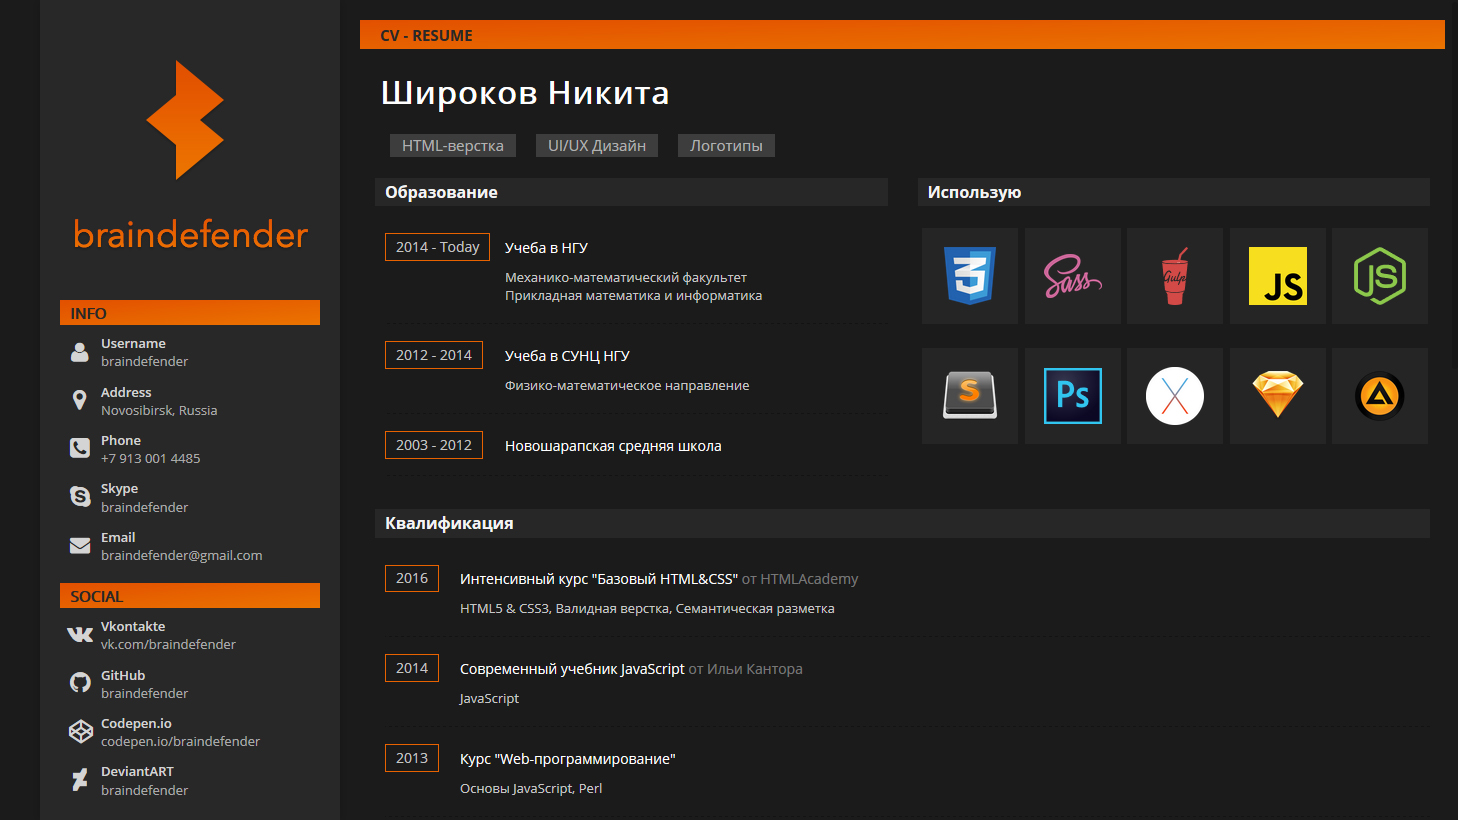 braindefender
INFO
Username
braindefender
Address
Novosibirsk, Russia
Phone
+7 913 001 4485
Skype
braindefender
Email
braindefender@gmail.com
SOCIAL
Vkontakte
vk.com/braindefender
GitHub
braindefender
Codepen.io
codepen.io/braindefender
DeviantART
braindefender
CV - RESUME
Широков Никита
HTML-верстка
UI/UX Дизайн
Логотипы
Образование
2014 - Today
Учеба в НГУ
Механико-математический факультет
Прикладная математика и информатика
2012 - 2014
Учеба в СУНЦ НГУ
Физико-математическое направление
2003 - 2012
Новошарапская средняя школа
Использую
3
Sass
Gulp
JS
JS
S
Ps
X
A
Квалификация
2016
Интенсивный курс "Базовый HTML&CSS" от HTMLAcademy
HTML5 & CSS3, Валидная верстка, Семантическая разметка
2014
Современный учебник JavaScript от Ильи Кантора
JavaScript
2013
Курс "Web-программирование"
Основы JavaScript, Perl